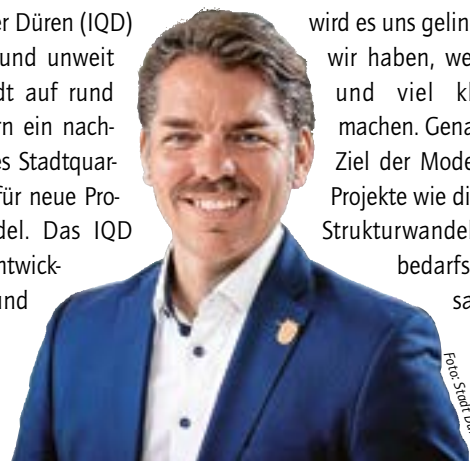 er Düren (IQD)
und unweit
dt auf rund
rn ein nach-
es Stadtquar-
für neue Pro-
del. Das IQD
ntwick-
und
wird es uns gelin
wir haben, we
und viel kl
machen. Gena
Ziel der Mode
Projekte wie di
Strukturwandel
bedarfs
sa
Foto: Stadt Dür